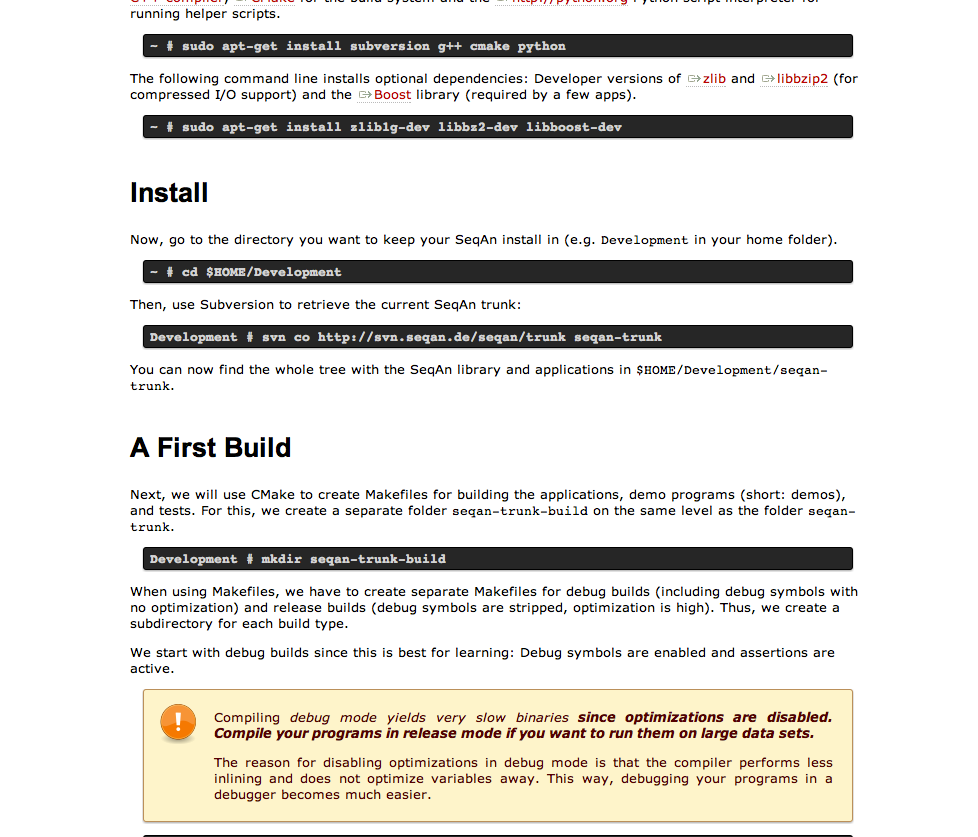 running helper scripts.
~ # sudo apt-get install subversion g++ cmake python
The following command line installs optional dependencies: Developer versions of zlib and libbzip2 (for
compressed I/O support) and the Boost library (required by a few apps).
~ # sudo apt-get install zlib1g-dev libbz2-dev libboost-dev
Install
Now, go to the directory you want to keep your SeqAn install in (e.g. Development in your home folder).
~ # cd $HOME/Development
Then, use Subversion to retrieve the current SeqAn trunk:
Development # svn co http://svn.seqan.de/seqan/trunk seqan-trunk
You can now find the whole tree with the SeqAn library and applications in $HOME/Development/seqan-
trunk.
A First Build
Next, we will use CMake to create Makefiles for building the applications, demo programs (short: demos),
and tests. For this, we create a separate folder seqan-trunk-build on the same level as the folder seqan-
trunk.
Development # mkdir seqan-trunk-build
When using Makefiles, we have to create separate Makefiles for debug builds (including debug symbols with
no optimization) and release builds (debug symbols are stripped, optimization is high). Thus, we create a
subdirectory for each build type.
We start with debug builds since this is best for learning: Debug symbols are enabled and assertions are
active.
Compiling debug mode yields very slow binaries since optimizations are disabled.
Compile your programs in release mode if you want to run them on large data sets.
The reason for disabling optimizations in debug mode is that the compiler performs less
inlining and does not optimize variables away. This way, debugging your programs in a
debugger becomes much easier.